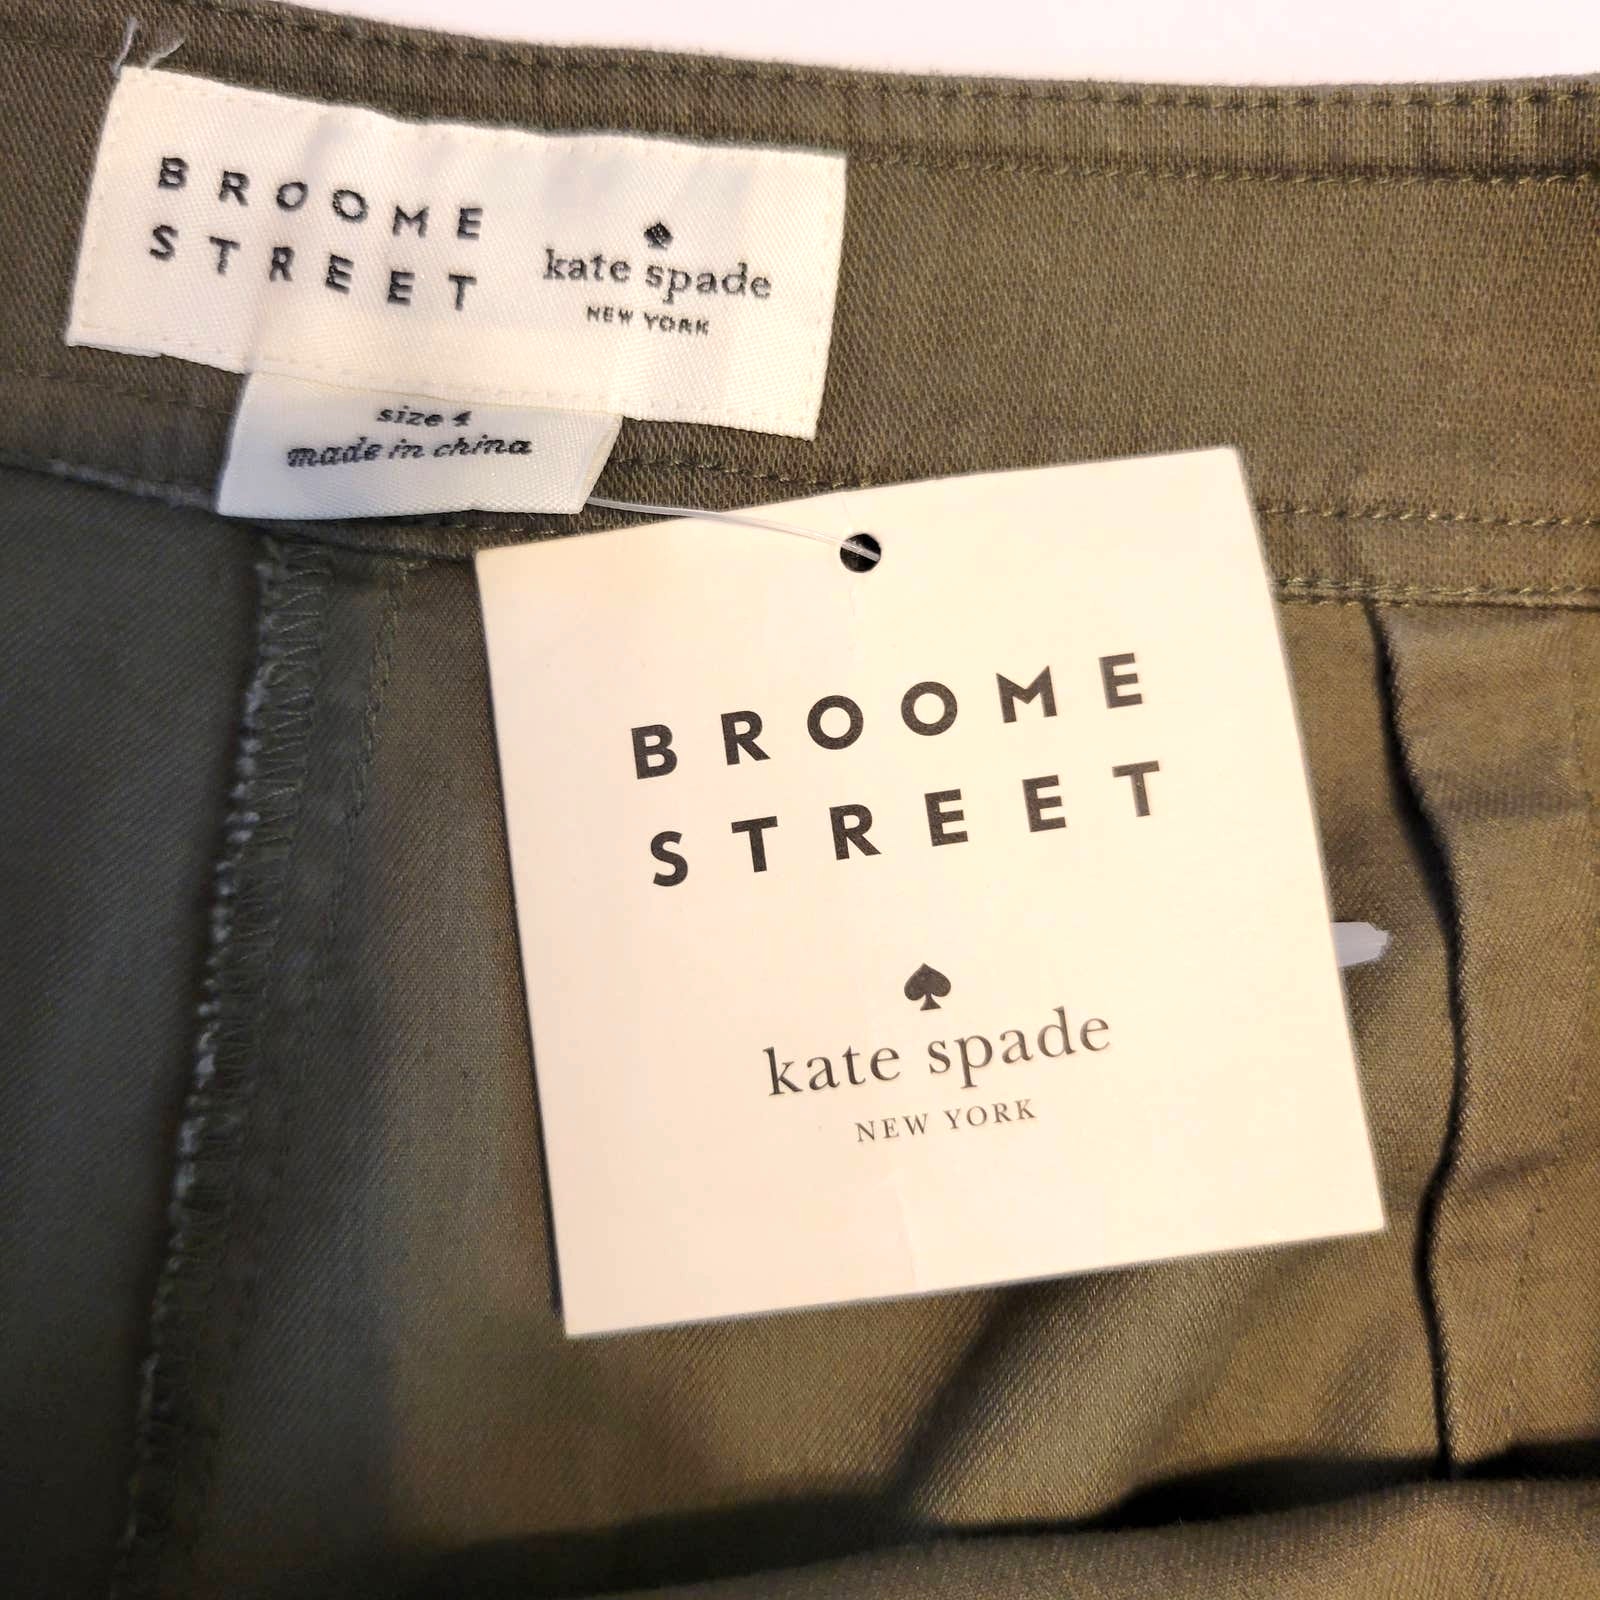 BROOME
STREET
kate spade
NEW YORK
size 4
made in china
BROOME
STREET
kate spade
NEW YORK